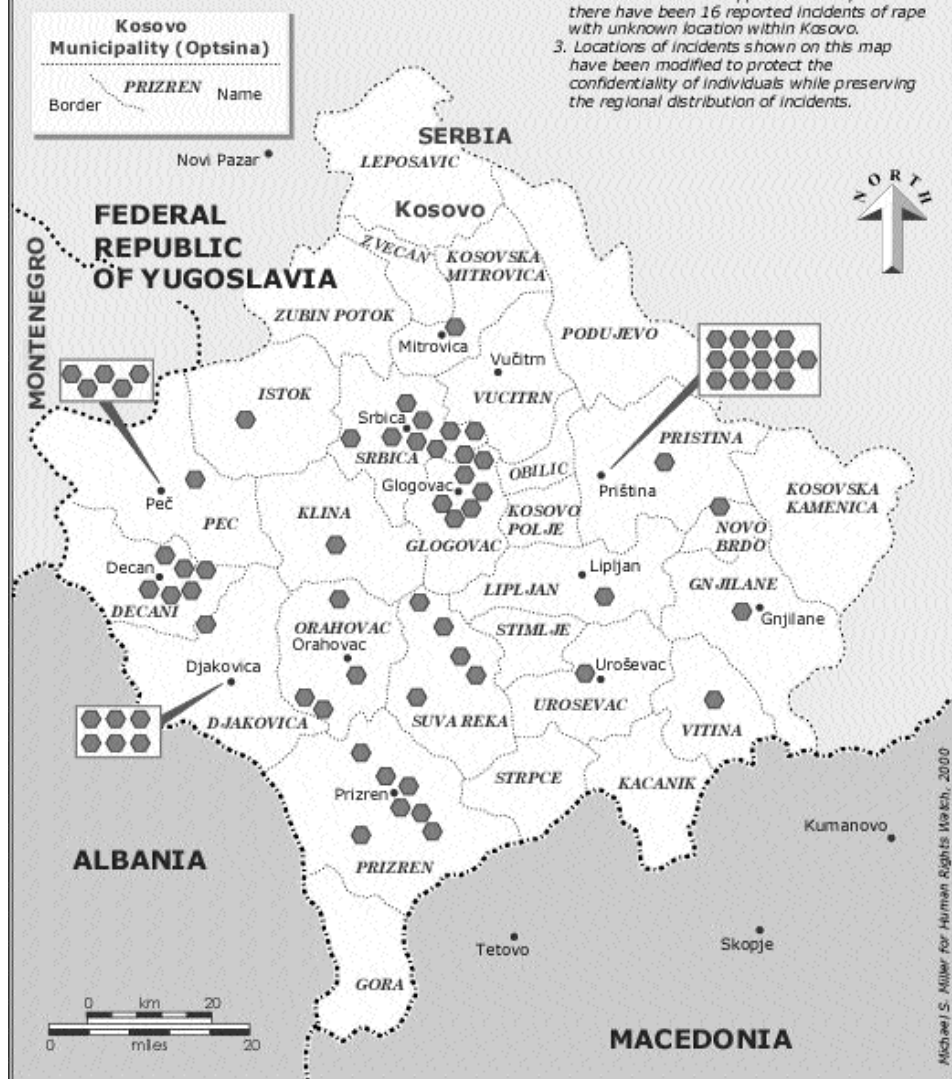 there have been 16 reported incidents of rape
with unknown location within Kosovo.
3. Locations of incidents shown on this map
have been modified to protect the
confidentiality of individuals while preserving
the regional distribution of incidents.
Kosovo
Municipality (Optsina)
PRIZREN
Border
Name
NORTH
SERBIA
Novi Pazar
LEPOSAVIC
Kosovo
FEDERAL
REPUBLIC
OF YUGOSLAVIA
MONTENEGRO
ZVECAN
KOSOVSKA
MITROVICA
ZUBIN POTOK
PODUJEVO
Mitrovica
Vučitrn
VUCITRN
ISTOK
Srbica
SRBICA
PRISTINA
OBILIC
Priština
Glogovac
KOSOVO
POLJE
KOSOVSKA
KAMENICA
Peč
PEC
KLINA
GLOGOVAC
NOVO
BRDO
Decan
DECANI
Lipljan
LIPLJAN
GNJILANE
Gnjilane
ORAHOVAC
Orahovac
STIMLJE
Djakovica
DJAKOVICA
Uroševac
UROSEVAC
SUVA REKA
VITINA
STRPCE
KACANIK
Prizren
PRIZREN
Kumanovo
ALBANIA
Tetovo
Skopje
GORA
0 km 20
0 miles 20
MACEDONIA
Michael S. Miller for Human Rights Watch, 2000